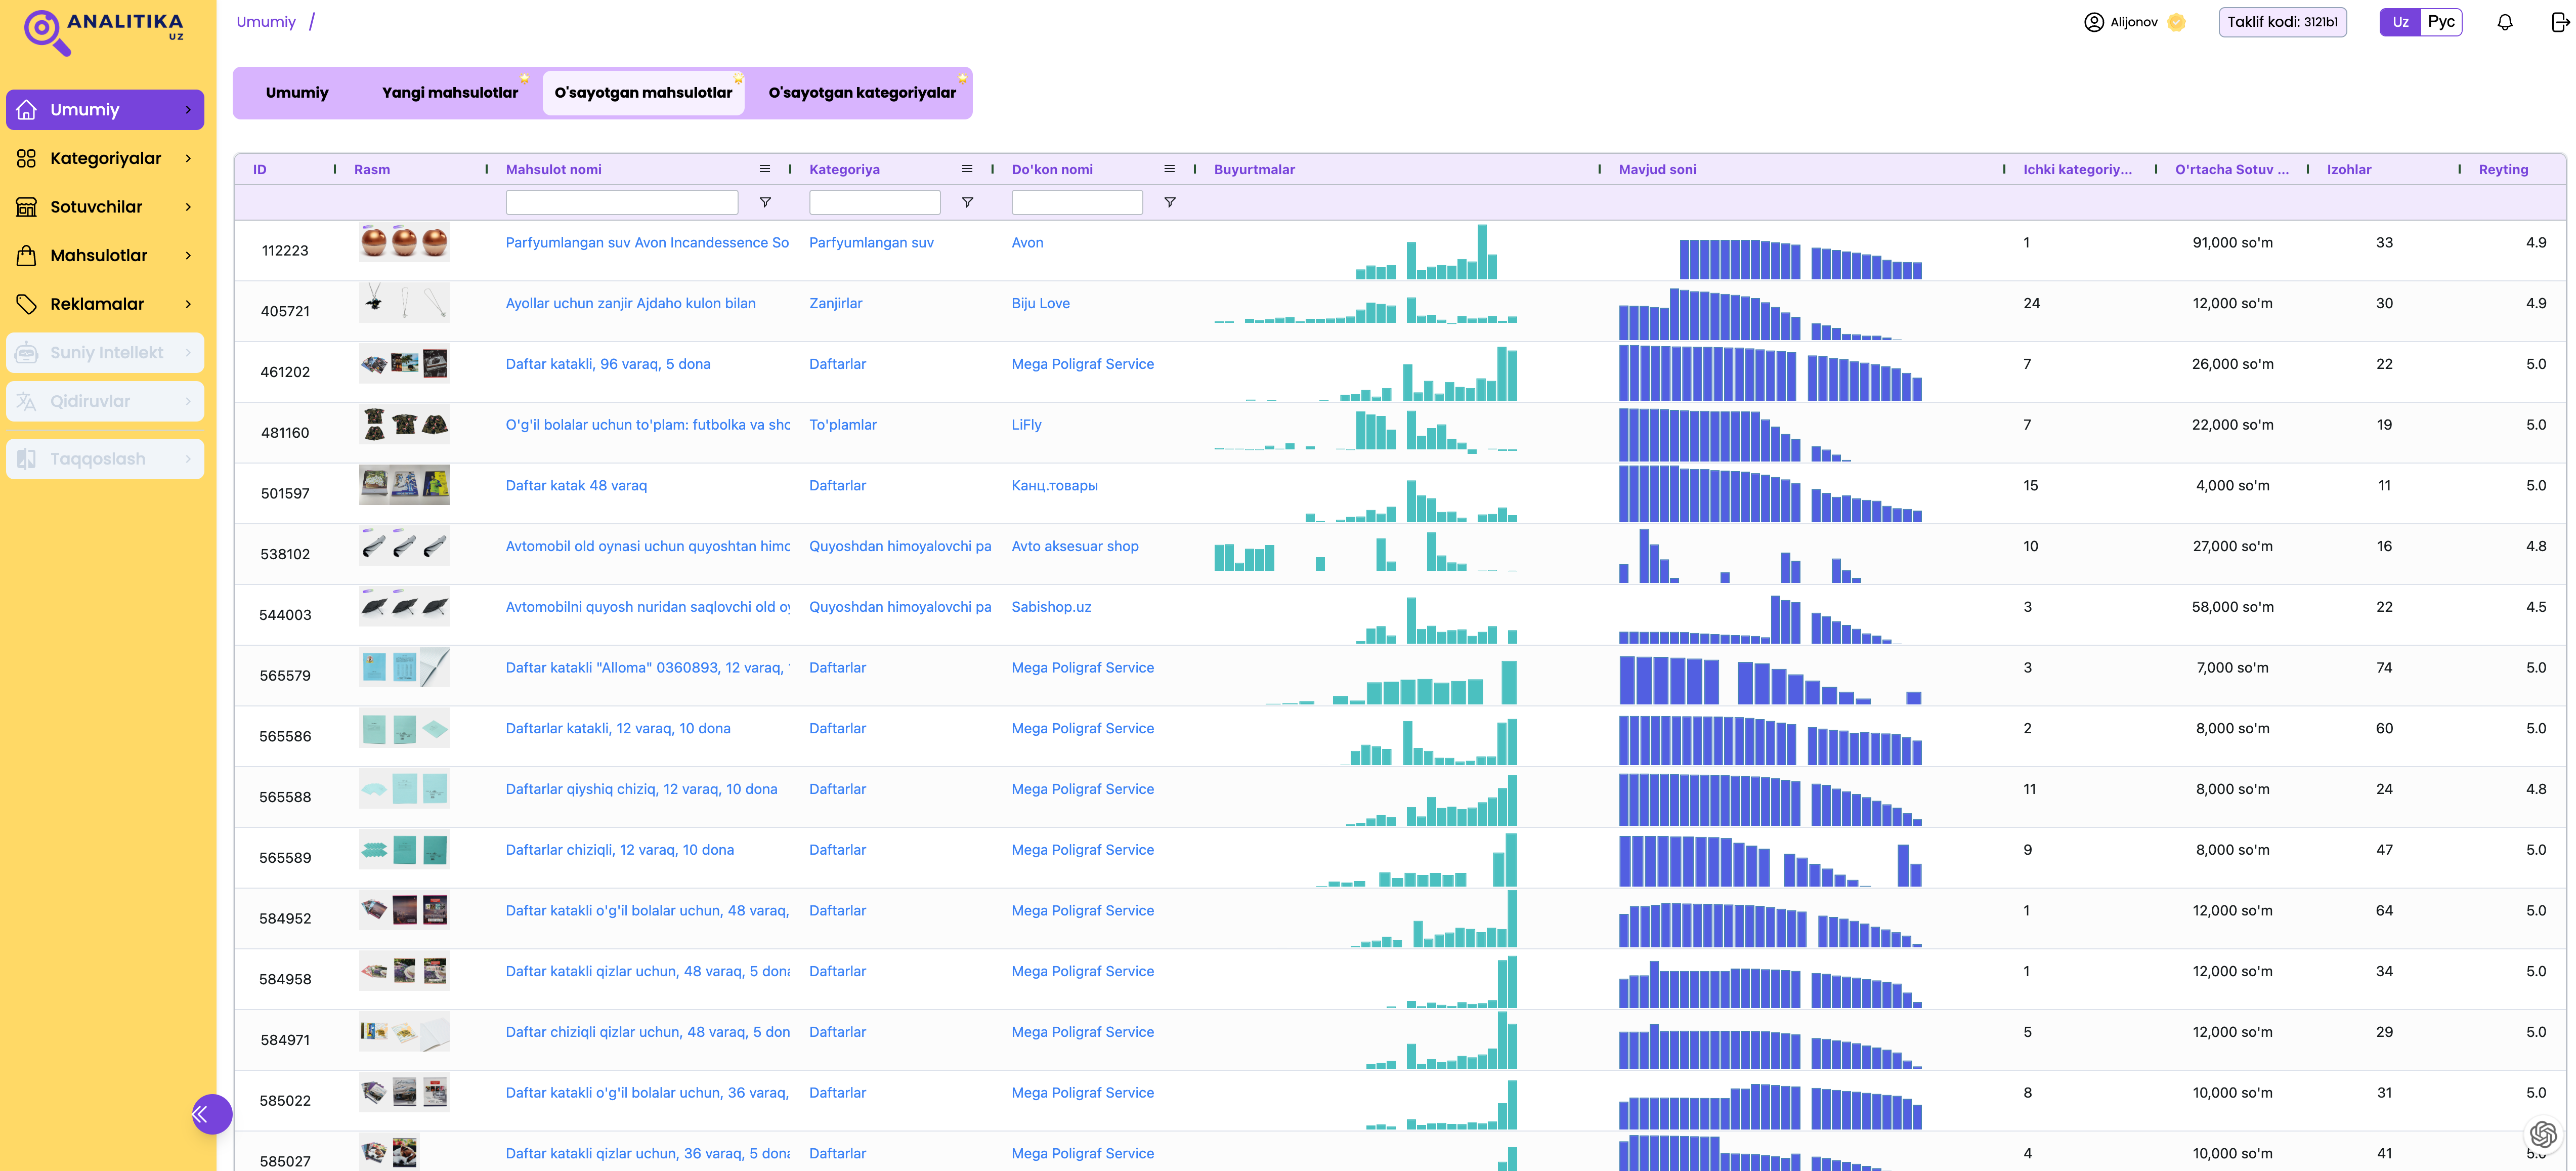 ANALITIKA
UZ
Umumiy /
Alijonov
Taklif kodi: 3121b1
Uz Рус
Umumiy
Kategoriyalar
Sotuvchilar
Mahsulotlar
Reklamalar
Suniy Intellekt
Qidiruvlar
Taqqoslash
Umumiy Yangi mahsulotlar O'sayotgan mahsulotlar O'sayotgan kategoriyalar
ID Rasm Mahsulot nomi Kategoriya Do'kon nomi Buyurtmalar Mavjud soni Ichki kategoriy... O'rtacha Sotuv ... Izohlar Reyting
112223 Parfyumlangan suv Avon Incandessence So Parfyumlangan suv Avon 1 91,000 so'm 33 4.9
405721 Ayollar uchun zanjir Ajdaho kulon bilan Zanjirlar Biju Love 24 12,000 so'm 30 4.9
461202 Daftar katakli, 96 varaq, 5 dona Daftarlar Mega Poligraf Service 7 26,000 so'm 22 5.0
481160 O'g'il bolalar uchun to'plam: futbolka va sho To'plamlar LiFly 7 22,000 so'm 19 5.0
501597 Daftar katak 48 varaq Daftarlar Канц.товары 15 4,000 so'm 11 5.0
538102 Avtomobil old oynasi uchun quyoshtan himo Quyoshdan himoyalovchi pa Avto aksesuar shop 10 27,000 so'm 16 4.8
544003 Avtomobilni quyosh nuridan saqlovchi old oy Quyoshdan himoyalovchi pa Sabishop.uz 3 58,000 so'm 22 4.5
565579 Daftar katakli "Alloma" 0360893, 12 varaq, Daftarlar Mega Poligraf Service 3 7,000 so'm 74 5.0
565586 Daftarlar katakli, 12 varaq, 10 dona Daftarlar Mega Poligraf Service 2 8,000 so'm 60 5.0
565588 Daftarlar qiyshiq chiziq, 12 varaq, 10 dona Daftarlar Mega Poligraf Service 11 8,000 so'm 24 4.8
565589 Daftarlar chiziqli, 12 varaq, 10 dona Daftarlar Mega Poligraf Service 9 8,000 so'm 47 5.0
584952 Daftar katakli o'g'il bolalar uchun, 48 varaq, Daftarlar Mega Poligraf Service 1 12,000 so'm 64 5.0
584958 Daftar katakli qizlar uchun, 48 varaq, 5 dona Daftarlar Mega Poligraf Service 1 12,000 so'm 34 5.0
584971 Daftar chiziqli qizlar uchun, 48 varaq, 5 don Daftarlar Mega Poligraf Service 5 12,000 so'm 29 5.0
585022 Daftar katakli o'g'il bolalar uchun, 36 varaq, Daftarlar Mega Poligraf Service 8 10,000 so'm 31 5.0
585027 Daftar katakli qizlar uchun, 36 varaq, 5 dona Daftarlar Mega Poligraf Service 4 10,000 so'm 41